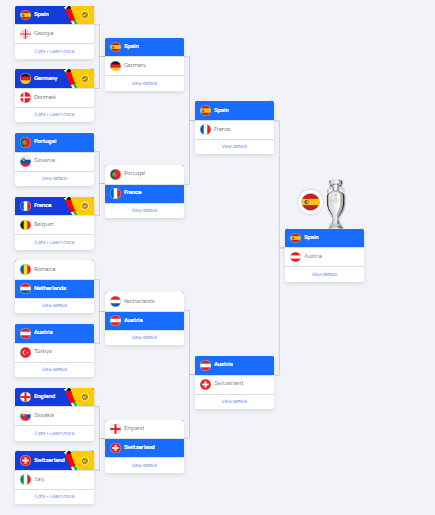 Spain
Georgia
0 pts • Learn more
Germany
Denmark
0 pts • Learn more
Portugal
Slovenia
View details
France
Belgium
0 pts • Learn more
Romania
Netherlands
View details
Austria
Türkiye
View details
England
Slovakia
0 pts • Learn more
Switzerland
Italy
0 pts • Learn more
Spain
Germany
View details
Portugal
France
View details
Netherlands
Austria
View details
England
Switzerland
View details
Spain
France
View details
Austria
Switzerland
View details
Spain
Austria
View details